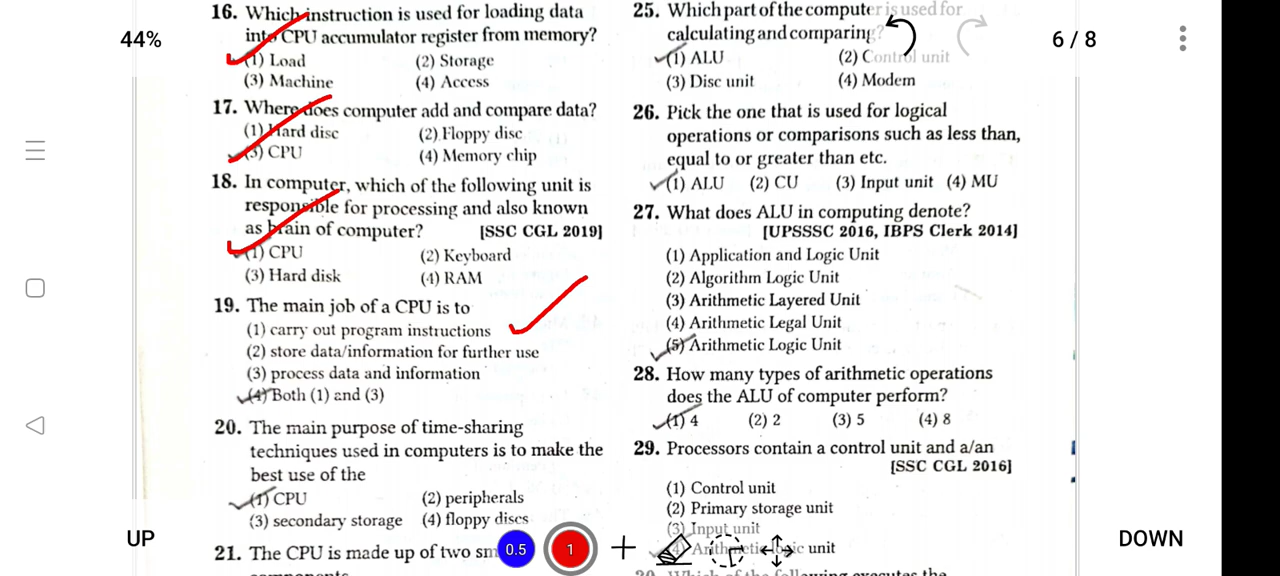 44%
6 / 8
16. Which instruction is used for loading data
into CPU accumulator register from memory?
(1) Load (2) Storage
(3) Machine (4) Access
17. Where does computer add and compare data?
(1) Hard disc (2) Floppy disc
(3) CPU (4) Memory chip
18. In computer, which of the following unit is
responsible for processing and also known
as brain of computer? [SSC CGL 2019]
(1) CPU (2) Keyboard
(3) Hard disk (4) RAM
19. The main job of a CPU is to
(1) carry out program instructions
(2) store data/information for further use
(3) process data and information
(4) Both (1) and (3)
20. The main purpose of time-sharing
techniques used in computers is to make the
best use of the
(1) CPU (2) peripherals
(3) secondary storage (4) floppy discs
21. The CPU is made up of two
25. Which part of the computer is used for
calculating and comparing?
(1) ALU (2) Control unit
(3) Disc unit (4) Modem
26. Pick the one that is used for logical
operations or comparisons such as less than,
equal to or greater than etc.
(1) ALU (2) CU (3) Input unit (4) MU
27. What does ALU in computing denote?
[UPSSSC 2016, IBPS Clerk 2014]
(1) Application and Logic Unit
(2) Algorithm Logic Unit
(3) Arithmetic Layered Unit
(4) Arithmetic Legal Unit
(5) Arithmetic Logic Unit
28. How many types of arithmetic operations
does the ALU of computer perform?
(1) 4 (2) 2 (3) 5 (4) 8
29. Processors contain a control unit and a/an
[SSC CGL 2016]
(1) Control unit
(2) Primary storage unit
(3) Input unit
unit
UP
0.5
1
DOWN